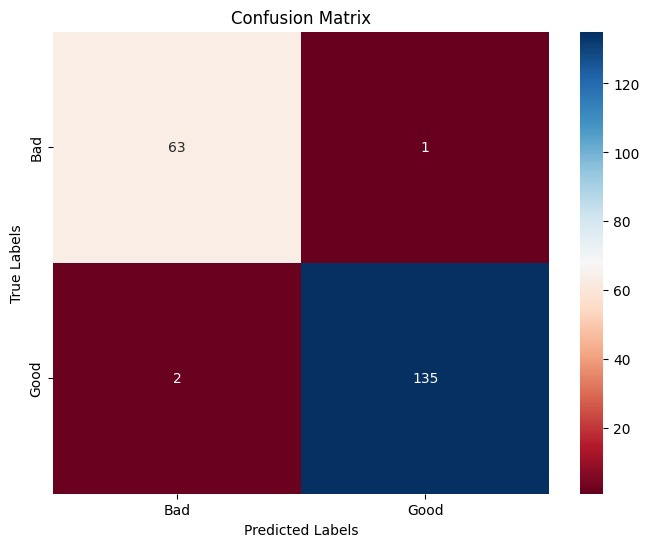 Confusion Matrix
Bad
63
1
Good
2
135
True Labels
Bad
Good
Predicted Labels
120
100
80
60
40
20